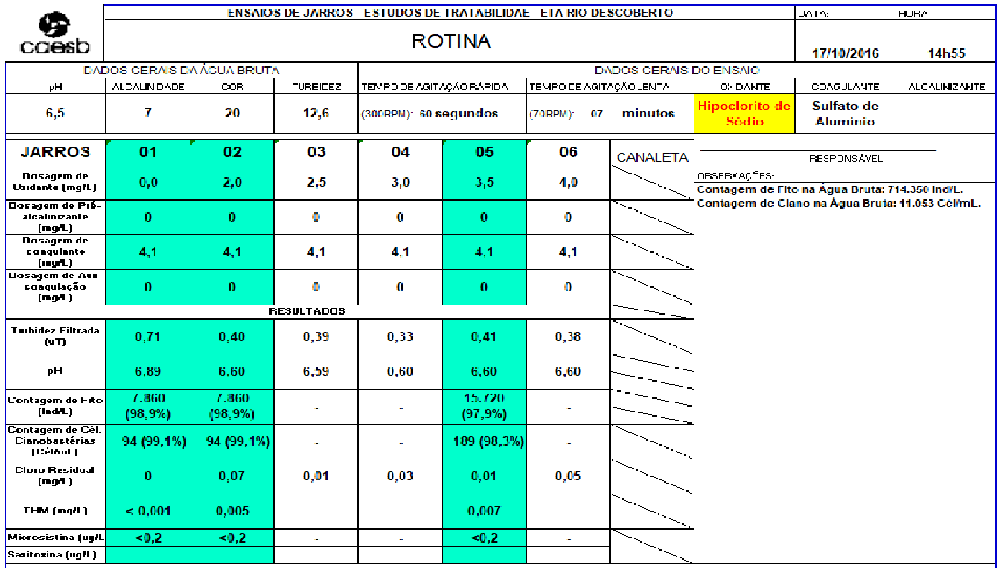 caesb
ENSAIOS DE JARROS - ESTUDOS DE TRATABILIDAE - ETA RIO DESCOBERTO
DATA:
HORA:
ROTINA
17/10/2016
14h55
DADOS GERAIS DA ÁGUA BRUTA
DADOS GERAIS DO ENSAIO
pH ALCALINIDADE COR TURBIDEZ TEMPO DE AGITAÇÃO RÁPIDA TEMPO DE AGITAÇÃO LENTA OXIDANTE COAGULANTE ALCALINIZANTE
6,5 7 20 12,6 (300RPM): 60 segundos (70RPM): 07 minutos Hipoclorito de Sódio Sulfato de Alumínio -
JARROS 01 02 03 04 05 06 CANALETA
RESPONSÁVEL
OBSERVAÇÕES:
Contagem de Fito na Água Bruta: 714.350 Ind/L.
Contagem de Ciano na Água Bruta: 11.053 Cél/mL.
Dosagem de Oxidante (mg/L) 0,0 2,0 2,5 3,0 3,5 4,0
Dosagem de Pré-alcalinizante (mg/L) 0 0 0 0 0 0
Dosagem de coagulante (mg/L) 4,1 4,1 4,1 4,1 4,1 4,1
Dosagem de Aux-coagulação (mg/L) 0 0 0 0 0 0
RESULTADOS
Turbidez Filtrada (uT) 0,71 0,40 0,39 0,33 0,41 0,38
pH 6,89 6,60 6,59 0,60 6,60 6,60
Contagem de Fito (Ind/L) 7.860 (98,9%) 7.860 (98,9%) - - 15.720 (97,9%) -
Contagem de Cél. Cianobactérias (Cél/mL) 94 (99,1%) 94 (99,1%) - - 189 (98,3%) -
Cloro Residual (mg/L) 0 0,07 0,01 0,03 0,01 0,05
THM (mg/L) < 0,001 0,005 - - 0,007 -
Microsistina (ug/L <0,2 <0,2 - - <0,2 -
Saxitoxina (ug/L) - - - - - -